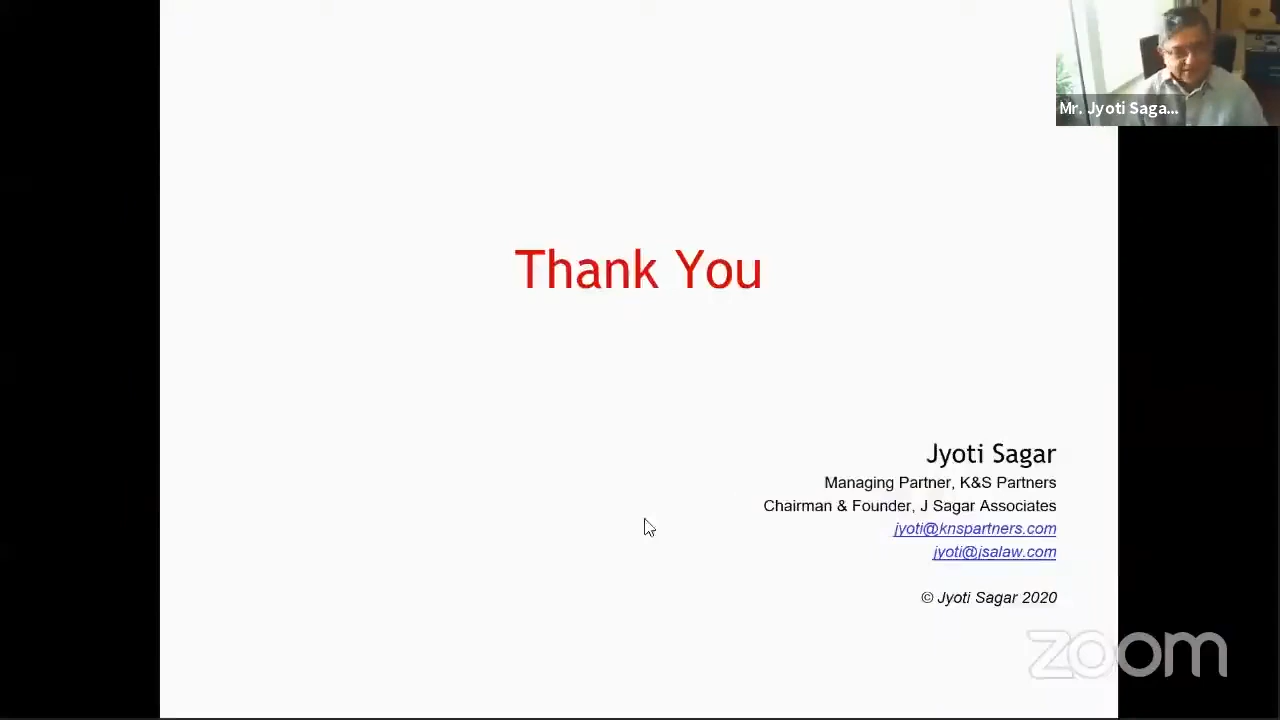 Mr. Jyoti Saga...
Thank You
Jyoti Sagar
Managing Partner, K&S Partners
Chairman & Founder, J Sagar Associates
jyoti@knspartners.com
jyoti@jsalaw.com
© Jyoti Sagar 2020
zoom